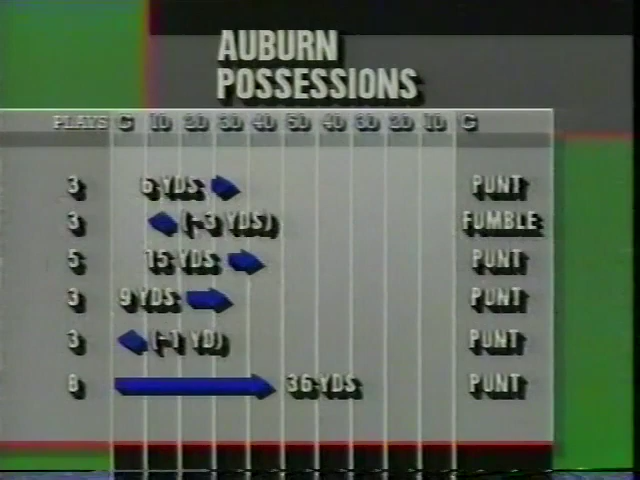 AUBURN
POSSESSIONS
PLAYS G 10 20 30 40 50 40 30 20 10 G
3 6 YDS PUNT
3 (-3 YDS) FUMBLE
5 15 YDS PUNT
3 9 YDS PUNT
3 (-1 YD) PUNT
8 36 YDS PUNT